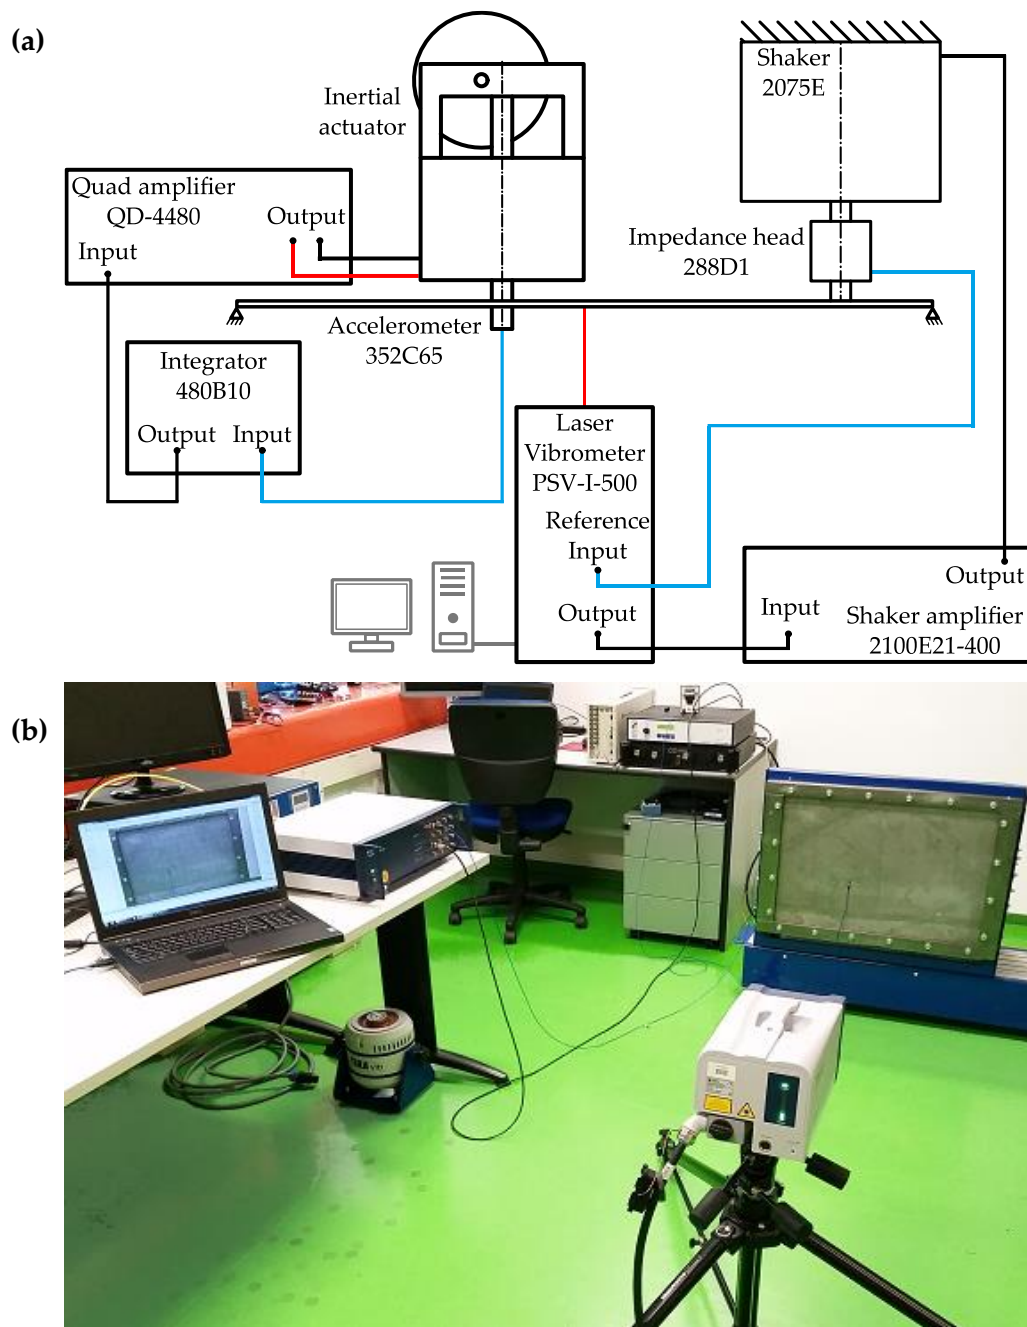 (a)
Inertial
actuator
Shaker
2075E
Quad amplifier
QD-4480
Output
Input
Impedance head
288D1
Accelerometer
352C65
Integrator
480B10
Output
Input
Laser
Vibrometer
PSV-I-500
Reference
Input
Output
Output
Input
Shaker amplifier
2100E21-400
(b)